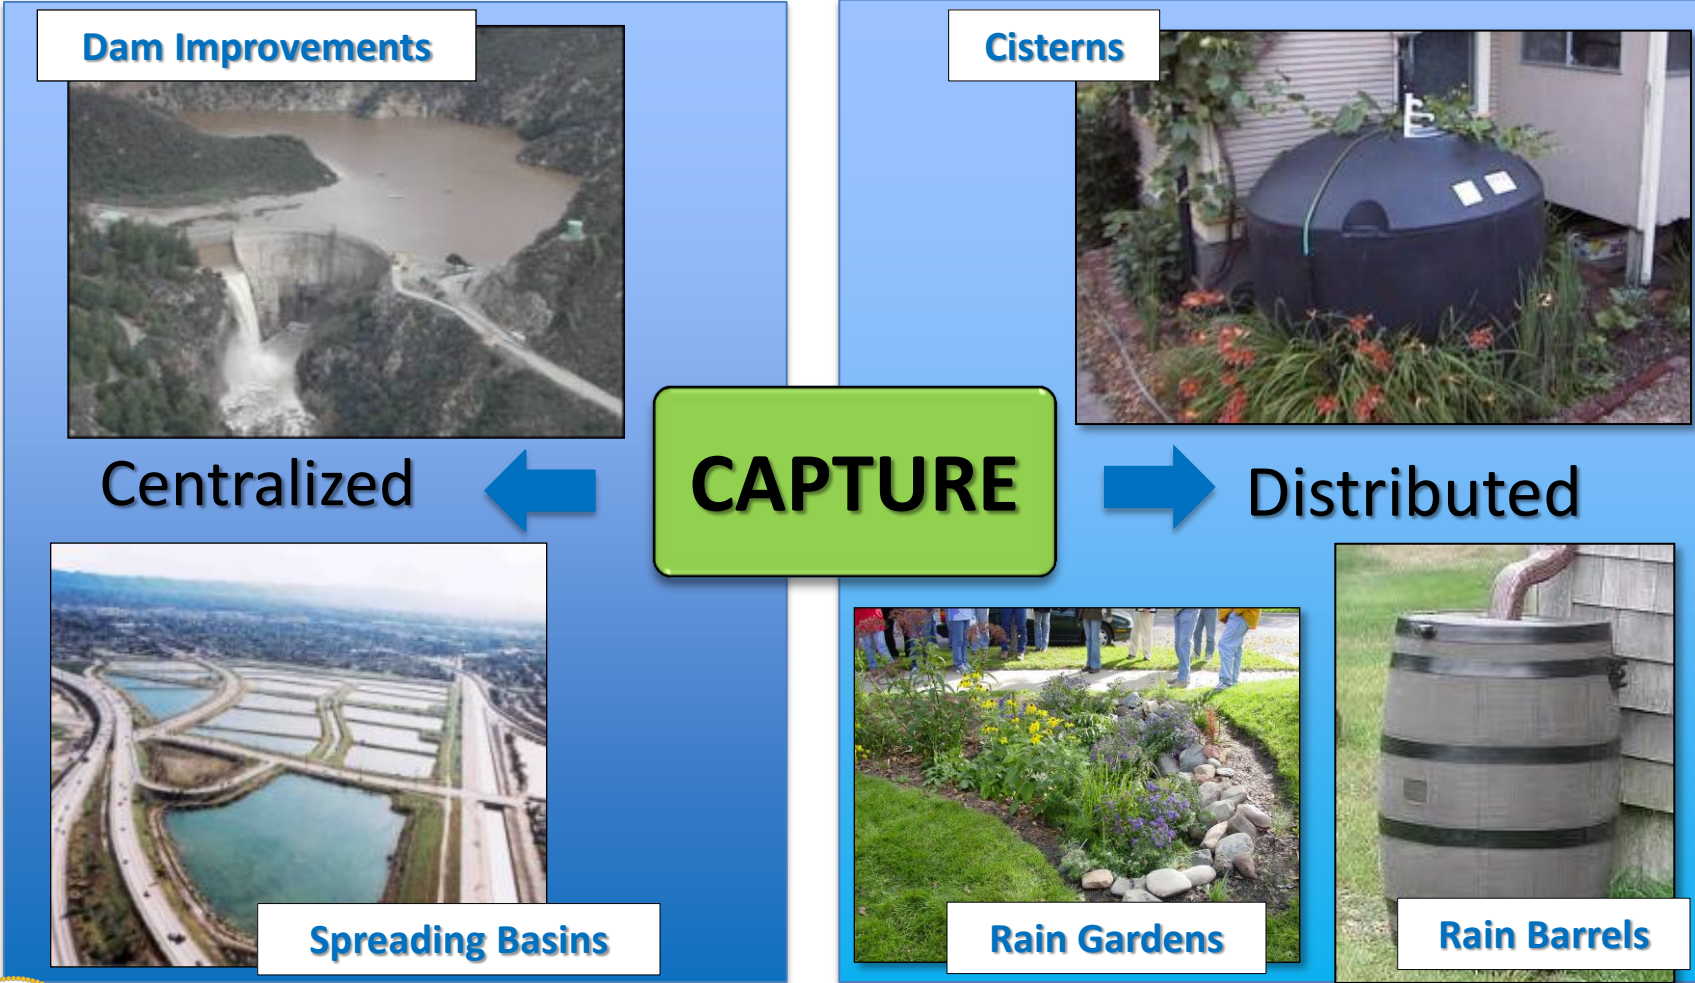 Dam Improvements
Cisterns
Centralized
CAPTURE
Distributed
Spreading Basins
Rain Gardens
Rain Barrels